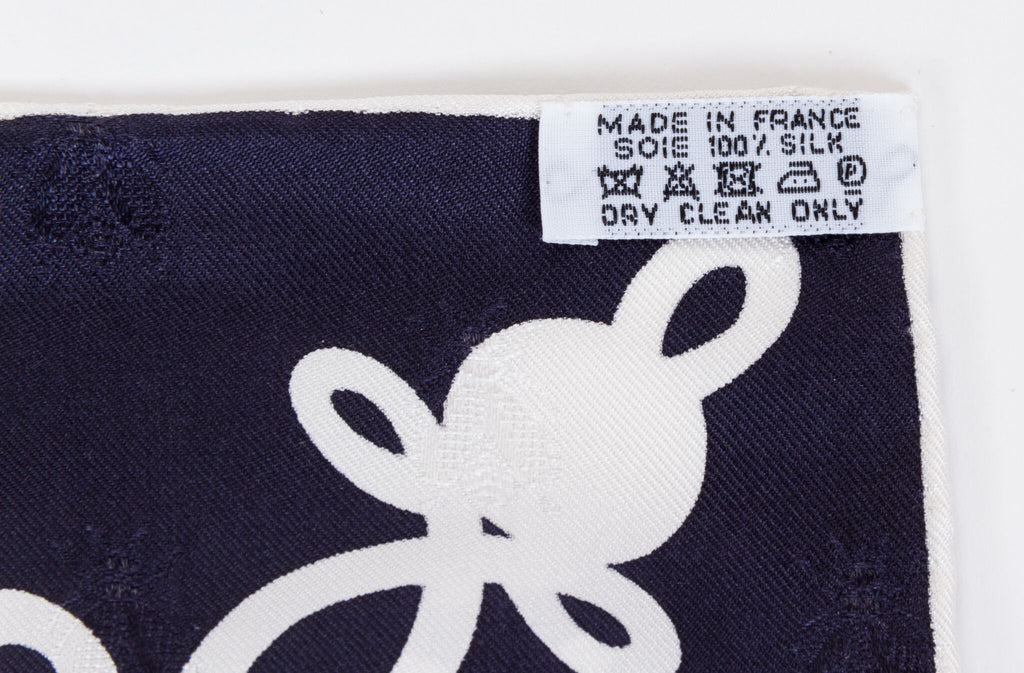 MADE IN FRANCE
SOIE 100% SILK
P
DRY CLEAN ONLY